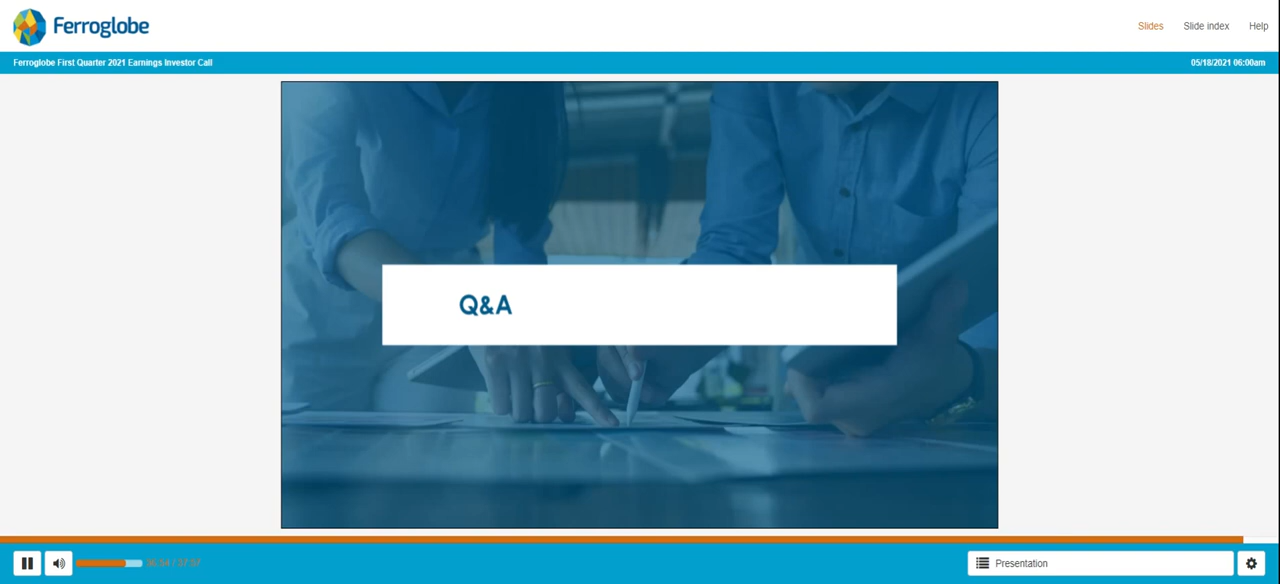 Ferroglobe
Slides
Slide index
Help
Ferroglobe First Quarter 2021 Earnings Investor Call
05/18/2021 06:00am
Q&A
Presentation